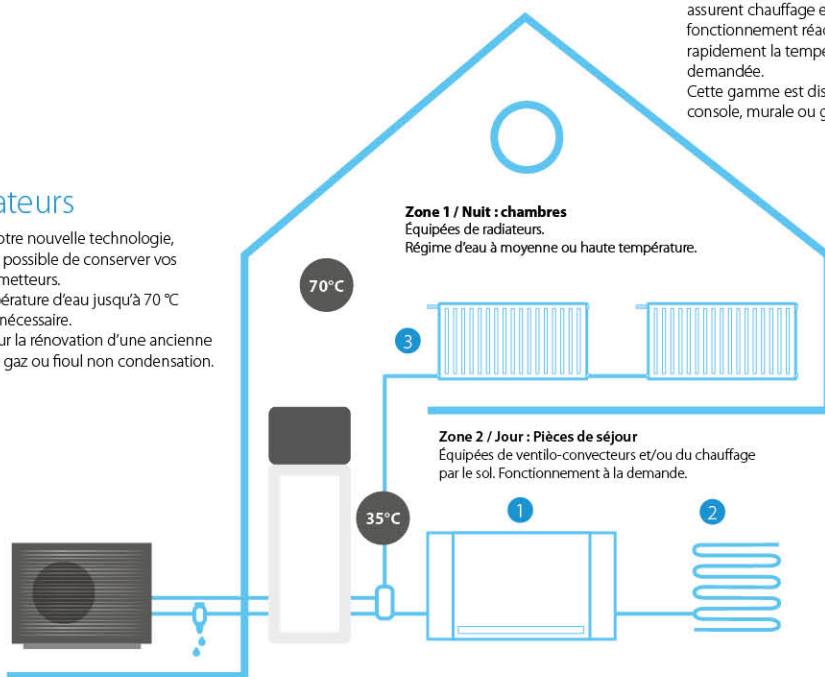 assurent chauffage e
fonctionnement réac
rapidement la tempé
demandée.
Cette gamme est dis
console, murale ou g
ateurs
otre nouvelle technologie,
possible de conserver vos
metteurs.
pérature d'eau jusqu'à 70 °C
nécessaire.
ur la rénovation d'une ancienne
gaz ou fioul non condensation.
Zone 1 / Nuit : chambres
Équipées de radiateurs.
Régime d'eau à moyenne ou haute température.
70°C
3
Zone 2 / Jour : Pièces de séjour
Équipées de ventilo-convecteurs et/ou du chauffage
par le sol. Fonctionnement à la demande.
35°C
1
2